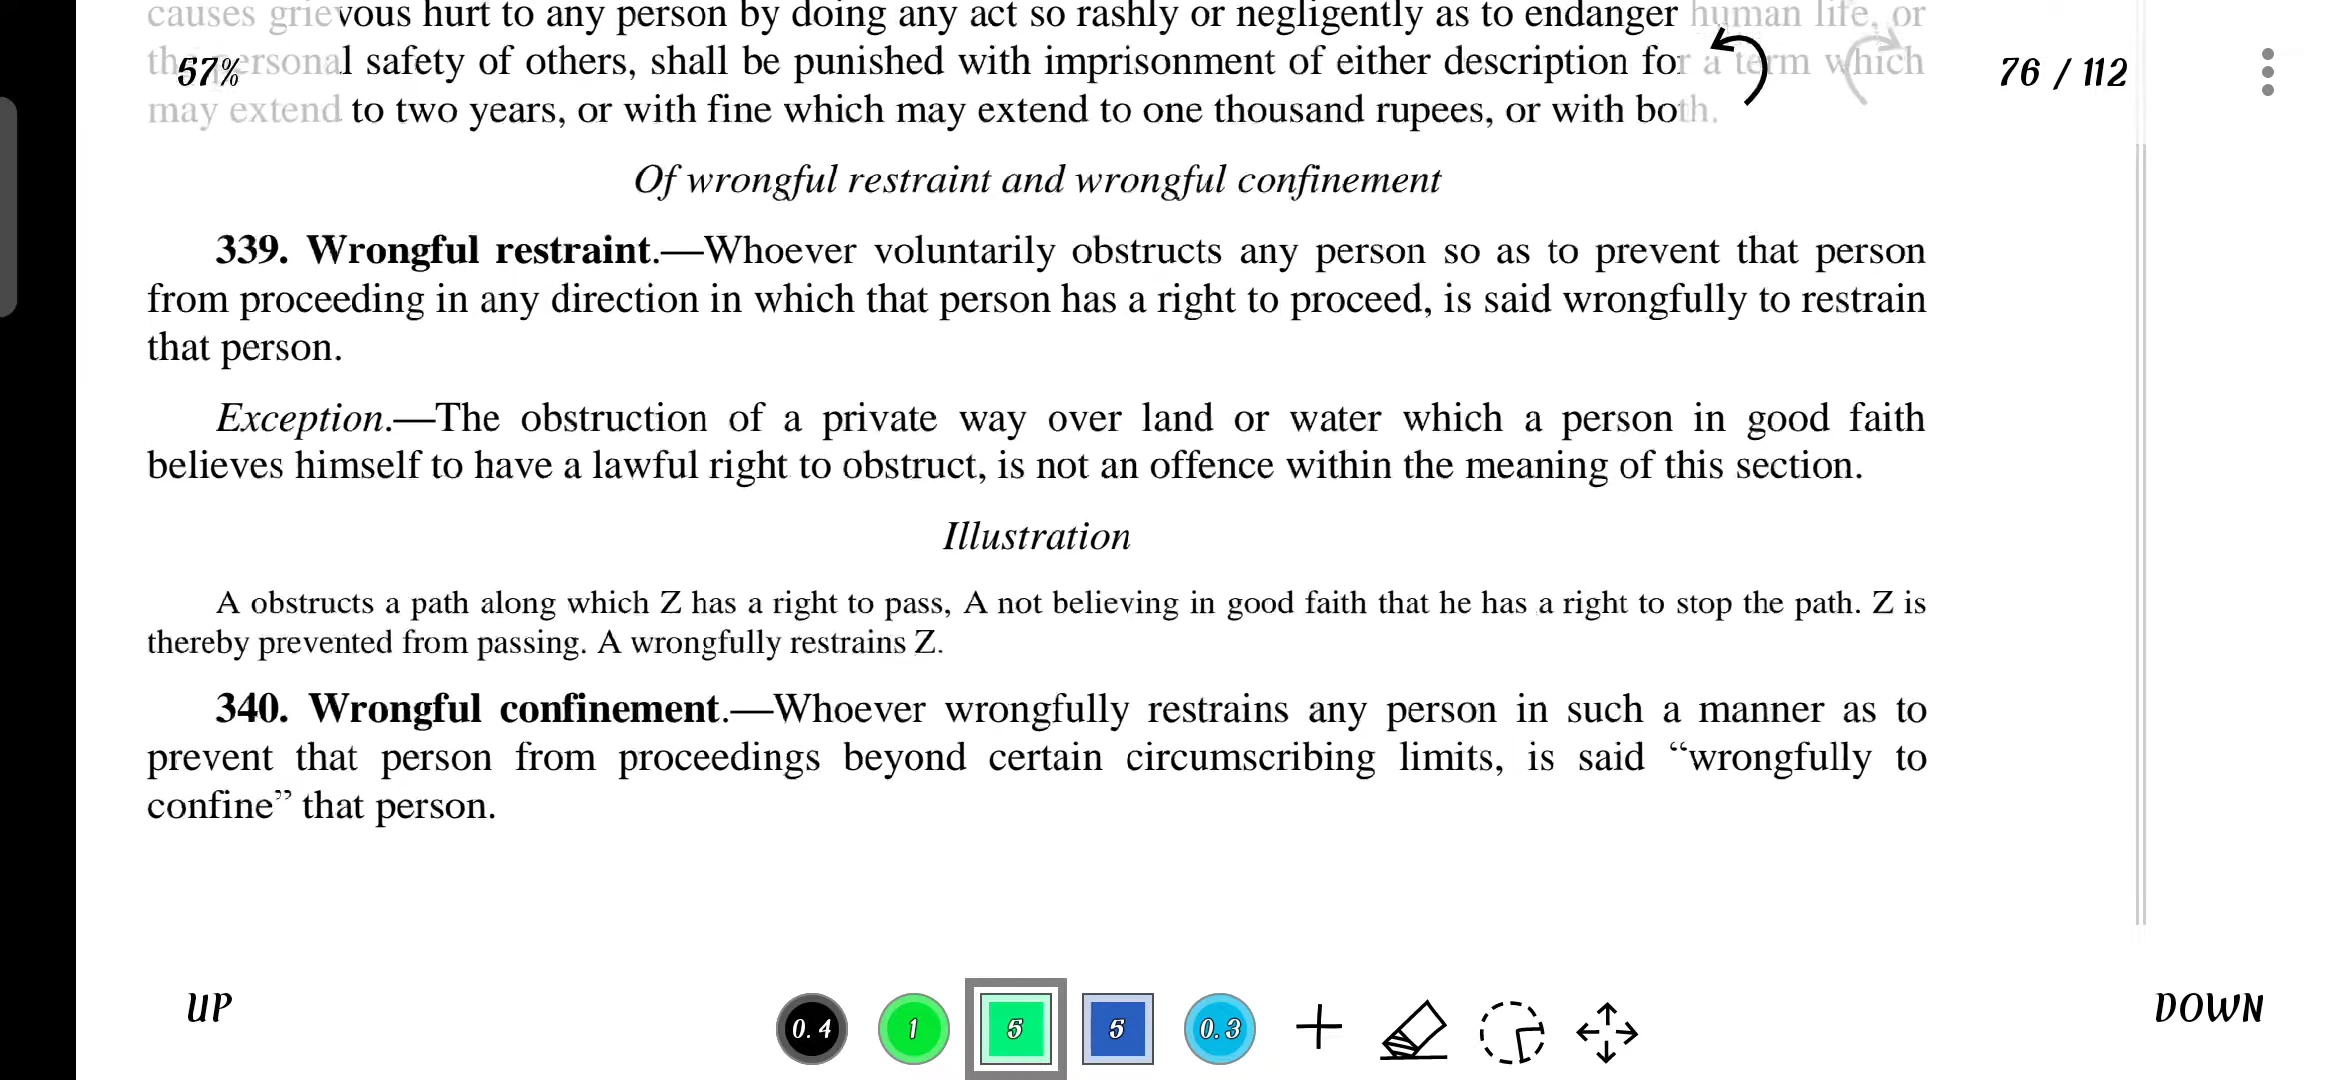 causes grievous hurt to any person by doing any act so rashly or negligently as to endanger human life, or
the personal safety of others, shall be punished with imprisonment of either description for a term which
57%
76 / 112
may extend to two years, or with fine which may extend to one thousand rupees, or with both.
Of wrongful restraint and wrongful confinement
339. Wrongful restraint.—Whoever voluntarily obstructs any person so as to prevent that person
from proceeding in any direction in which that person has a right to proceed, is said wrongfully to restrain
that person.
Exception.—The obstruction of a private way over land or water which a person in good faith
believes himself to have a lawful right to obstruct, is not an offence within the meaning of this section.
Illustration
A obstructs a path along which Z has a right to pass, A not believing in good faith that he has a right to stop the path. Z is
thereby prevented from passing. A wrongfully restrains Z.
340. Wrongful confinement.—Whoever wrongfully restrains any person in such a manner as to
prevent that person from proceedings beyond certain circumscribing limits, is said “wrongfully to
confine” that person.
UP
0.4 1 5 5 0.3
DOWN